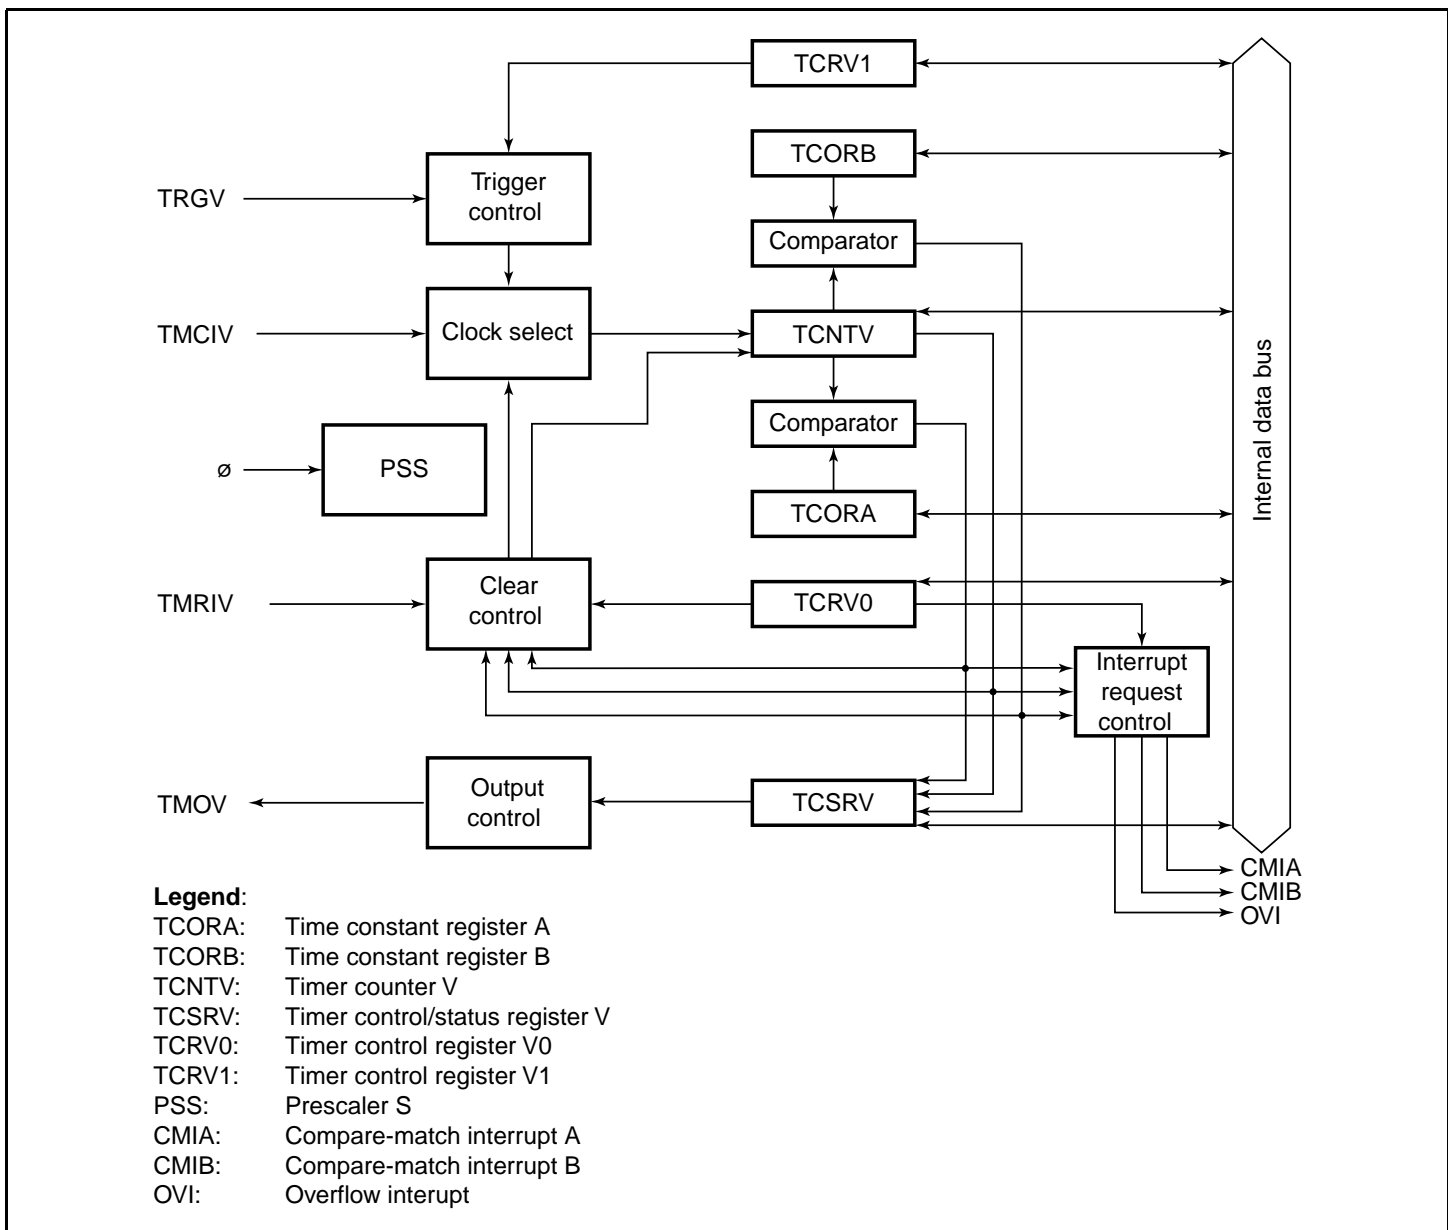 TCRV1
TCORB
Trigger
control
TRGV
Comparator
TMCIV
Clock select
TCNTV
Internal data bus
Comparator
ø
PSS
TCORA
TMRIV
Clear
control
TCRV0
Interrupt
request
control
TMOV
Output
control
TCSRV
CMIA
CMIB
OVI
Legend:
TCORA: Time constant register A
TCORB: Time constant register B
TCNTV: Timer counter V
TCSRV: Timer control/status register V
TCRV0: Timer control register V0
TCRV1: Timer control register V1
PSS: Prescaler S
CMIA: Compare-match interrupt A
CMIB: Compare-match interrupt B
OVI: Overflow interupt